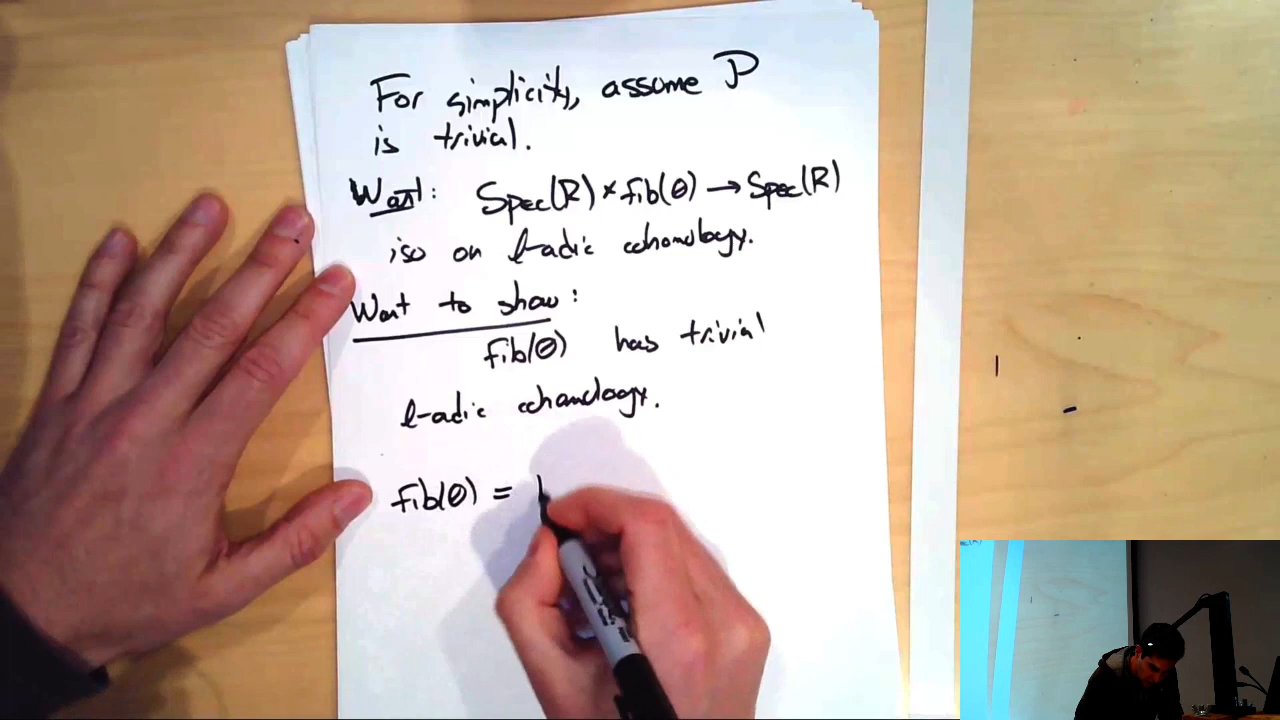 For simplicity, assume P
is trivial.
Want: Spec(R) × fib(θ) → Spec(R)
iso on ℓ-adic cohomology.
Want to show:
fib(θ) has trivial
ℓ-adic cohomology.
fib(θ) =